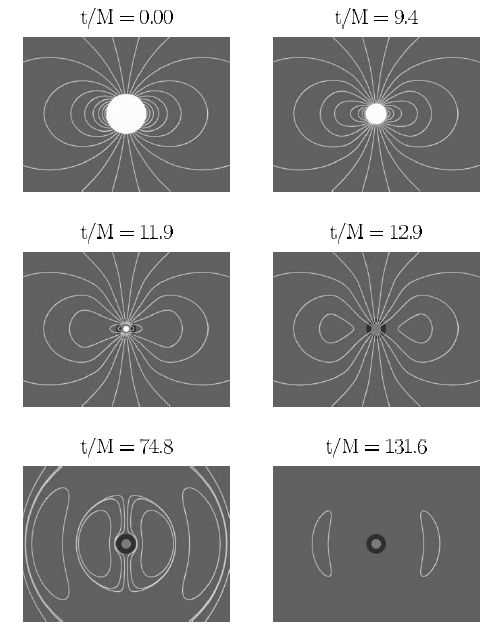 t/M = 0.00
t/M = 9.4
t/M = 11.9
t/M = 12.9
t/M = 74.8
t/M = 131.6